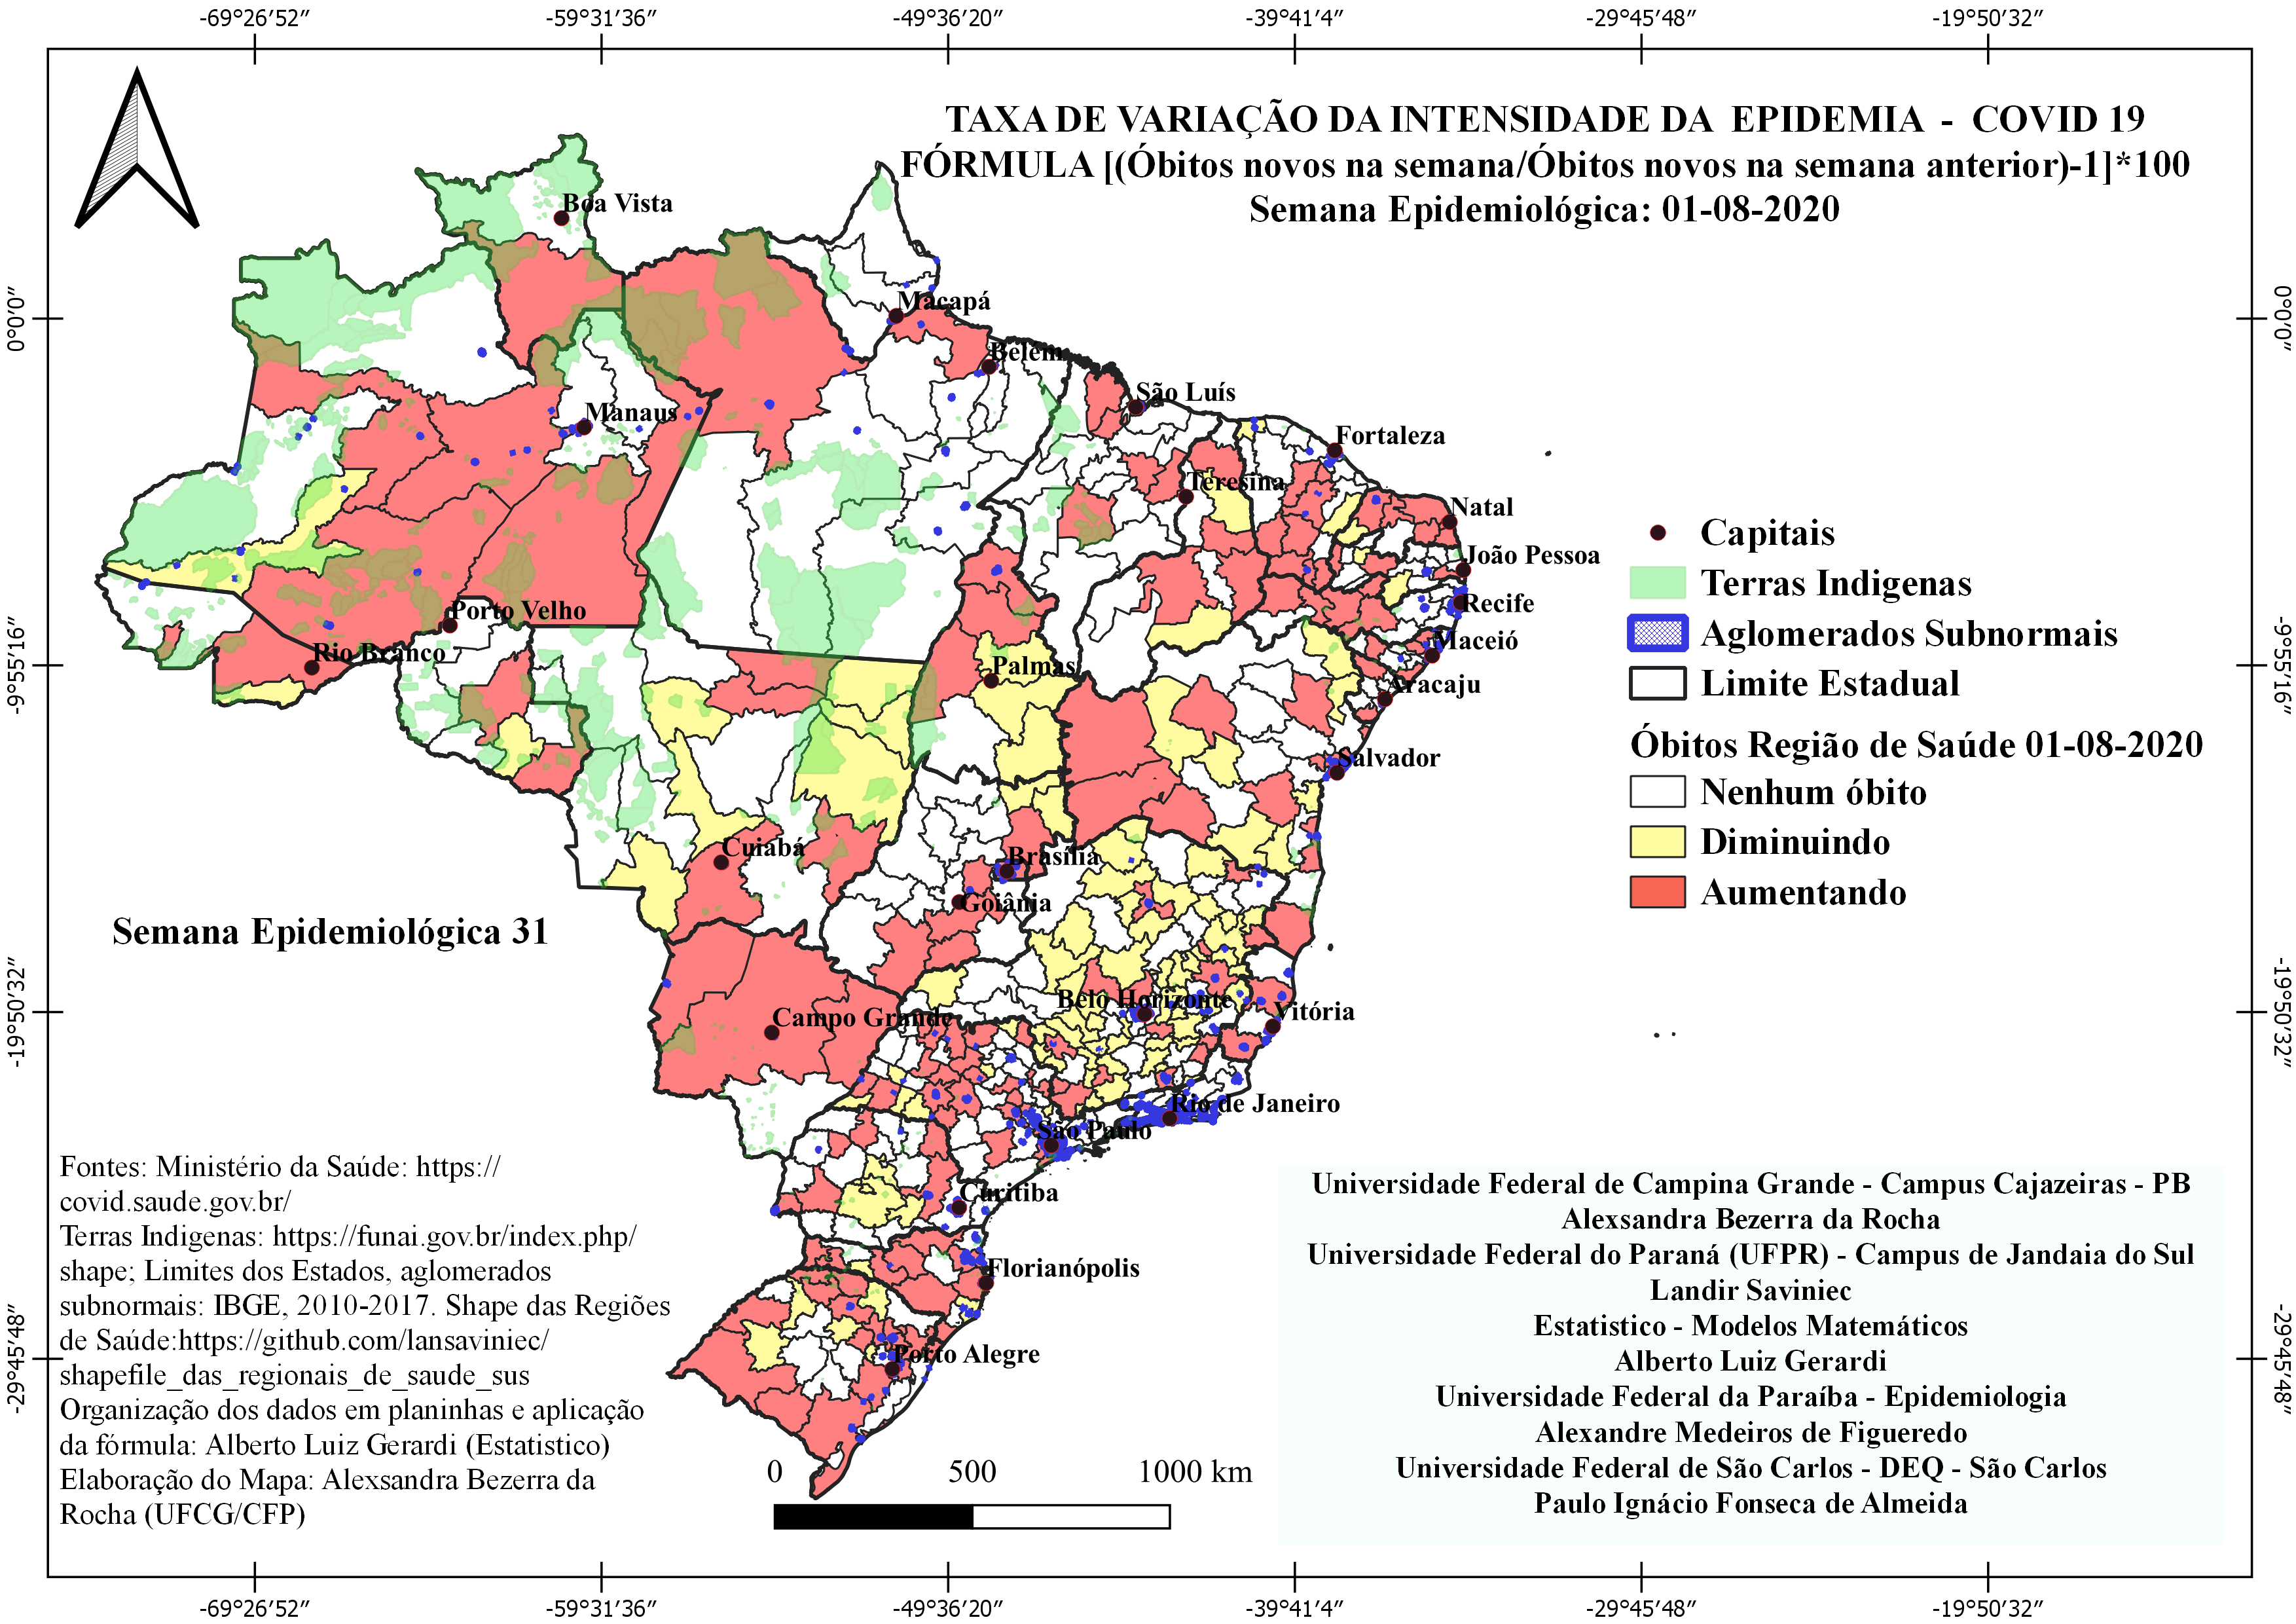 -69°26′52″ -59°31′36″ -49°36′20″ -39°41′4″ -29°45′48″ -19°50′32″
TAXA DE VARIAÇÃO DA INTENSIDADE DA EPIDEMIA - COVID 19
FÓRMULA [(Óbitos novos na semana/Óbitos novos na semana anterior)-1]*100
Semana Epidemiológica: 01-08-2020
Boa Vista
Macapá
0°0′0″
0°0′0″
Belém
São Luís
Manaus
Fortaleza
Teresina
Natal
João Pessoa
Recife
Porto Velho
Maceió
Rio Branco
Palmas
Aracaju
-9°55′16″
-9°55′16″
Salvador
Cuiabá
Brasília
Goiânia
Belo Horizonte
Vitória
Campo Grande
Rio de Janeiro
São Paulo
Curitiba
Florianópolis
Porto Alegre
Capitais
Terras Indigenas
Aglomerados Subnormais
Limite Estadual
Óbitos Região de Saúde 01-08-2020
Nenhum óbito
Diminuindo
Aumentando
Semana Epidemiológica 31
-19°50′32″
-19°50′32″
Fontes: Ministério da Saúde: https://
covid.saude.gov.br/
Terras Indigenas: https://funai.gov.br/index.php/
shape; Limites dos Estados, aglomerados
subnormais: IBGE, 2010-2017. Shape das Regiões
de Saúde:https://github.com/lansaviniec/
shapefile_das_regionais_de_saude_sus
Organização dos dados em planinhas e aplicação
da fórmula: Alberto Luiz Gerardi (Estatistico)
Elaboração do Mapa: Alexsandra Bezerra da
Rocha (UFCG/CFP)
-29°45′48″
-29°45′48″
0 500 1000 km
Universidade Federal de Campina Grande - Campus Cajazeiras - PB
Alexsandra Bezerra da Rocha
Universidade Federal do Paraná (UFPR) - Campus de Jandaia do Sul
Landir Saviniec
Estatistico - Modelos Matemáticos
Alberto Luiz Gerardi
Universidade Federal da Paraíba - Epidemiologia
Alexandre Medeiros de Figueredo
Universidade Federal de São Carlos - DEQ - São Carlos
Paulo Ignácio Fonseca de Almeida
-69°26′52″ -59°31′36″ -49°36′20″ -39°41′4″ -29°45′48″ -19°50′32″